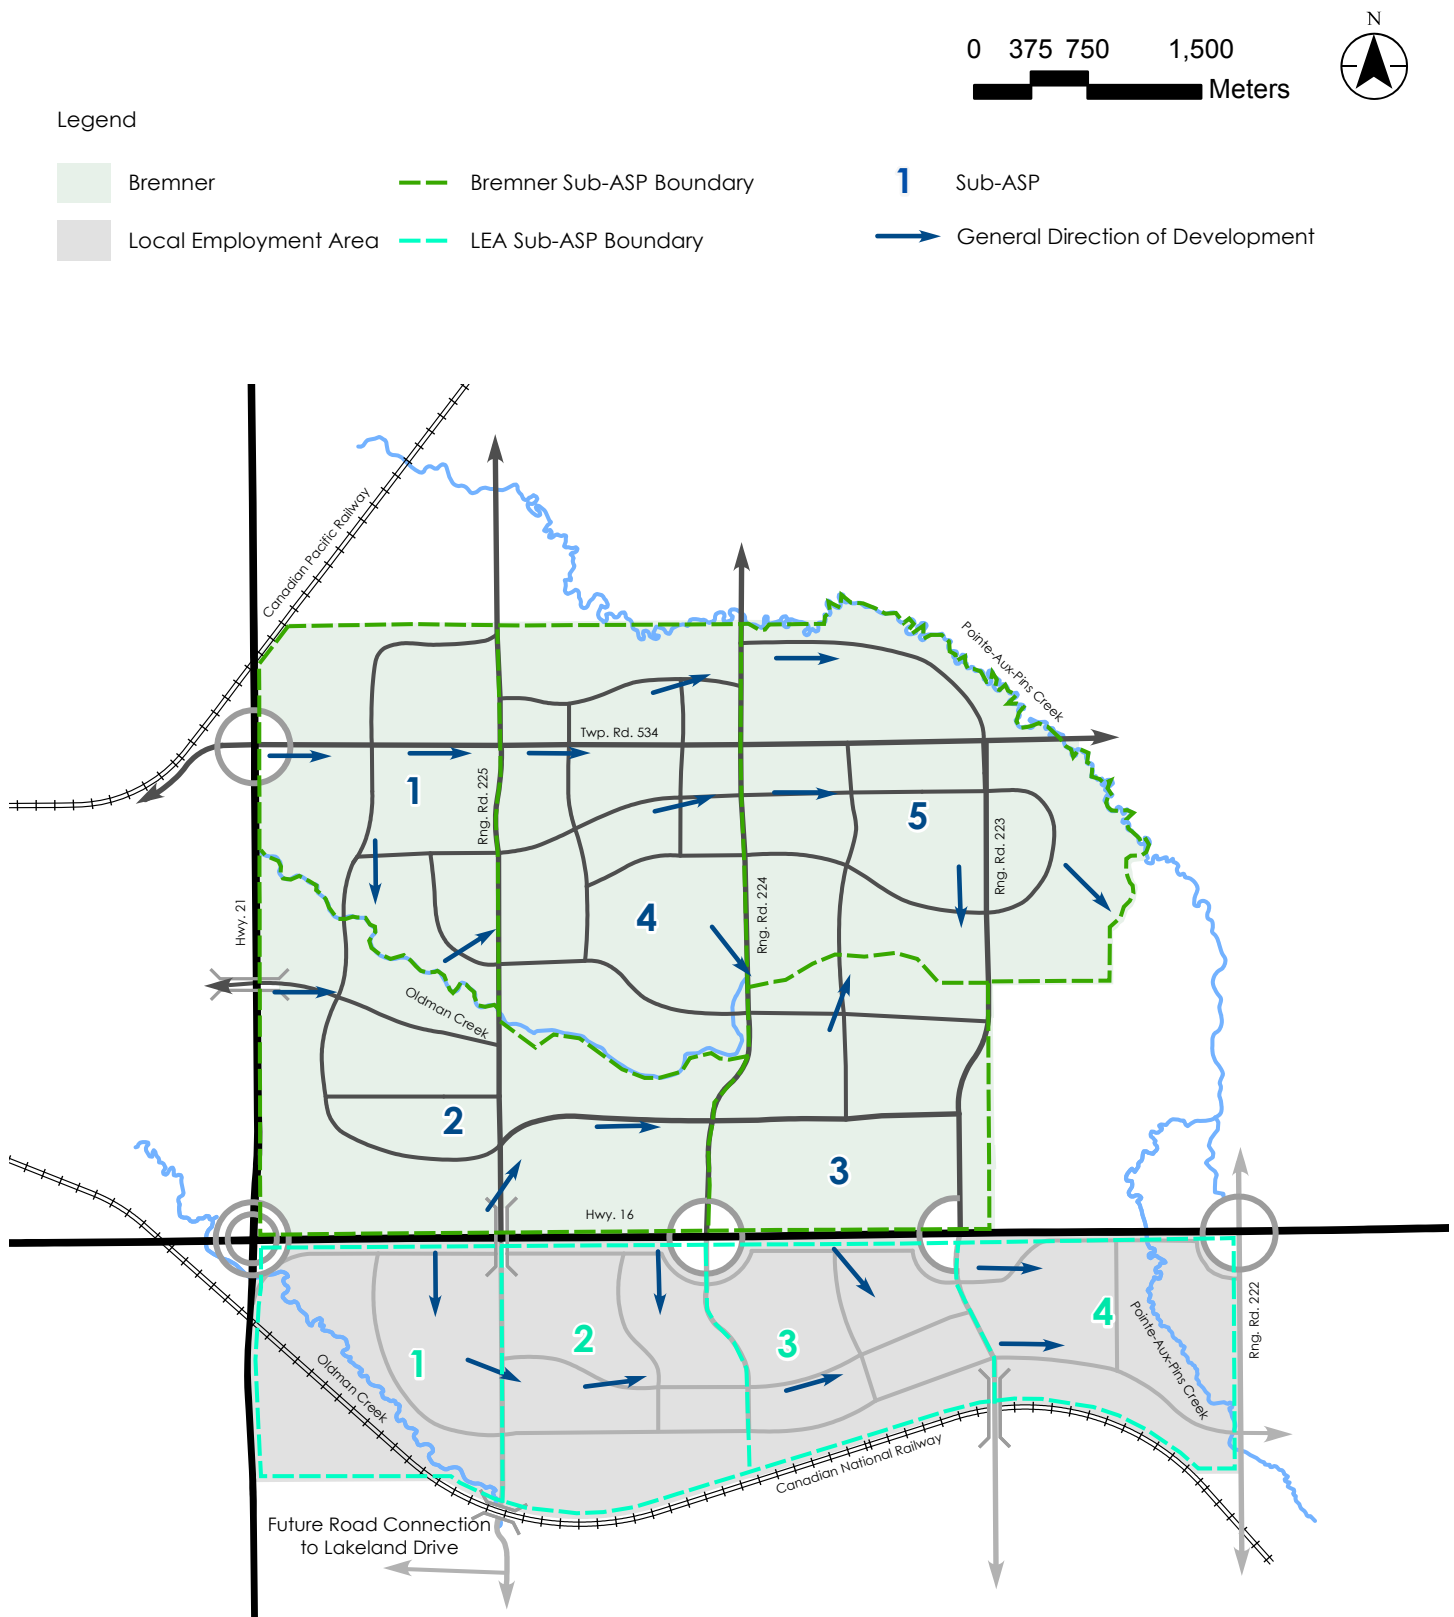 N
0 375 750 1,500
Meters
Legend
Bremner
Bremner Sub-ASP Boundary
1 Sub-ASP
Local Employment Area
LEA Sub-ASP Boundary
General Direction of Development
Canadian Pacific Railway
Pointe-Aux-Pins Creek
Twp. Rd. 534
1
Rng. Rd. 225
5
Rng. Rd. 223
Hwy. 21
4
Rng. Rd. 224
Oldman Creek
2
3
Hwy. 16
Rng. Rd. 222
4
2
3
1
Pointe-Aux-Pins Creek
Oldman Creek
Canadian National Railway
Future Road Connection
to Lakeland Drive